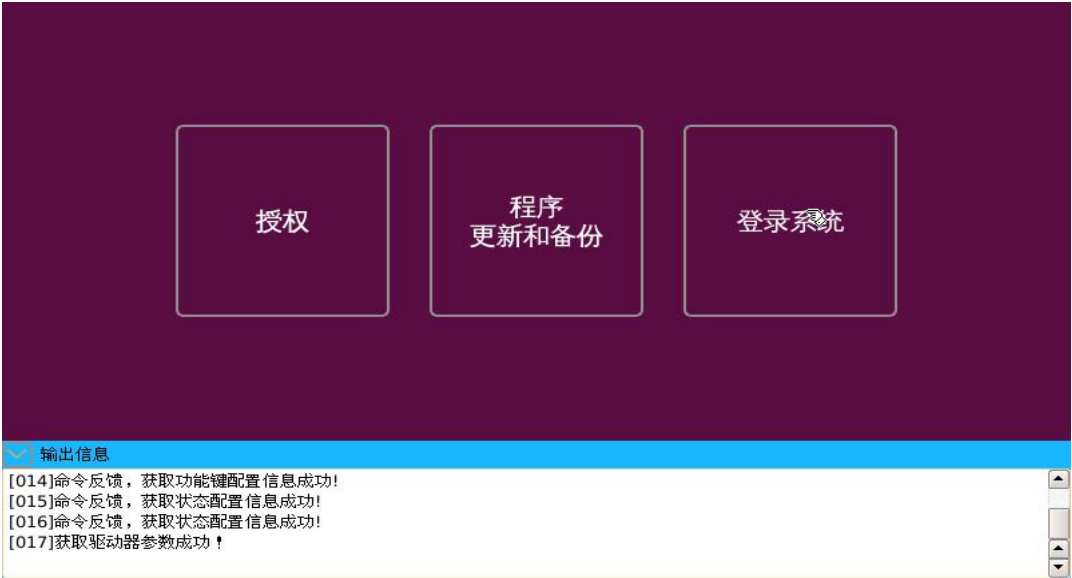 授权
程序
更新和备份
登录系统
输出信息
[014]命令反馈，获取功能键配置信息成功!
[015]命令反馈，获取状态配置信息成功!
[016]命令反馈，获取状态配置信息成功!
[017]获取驱动器参数成功！